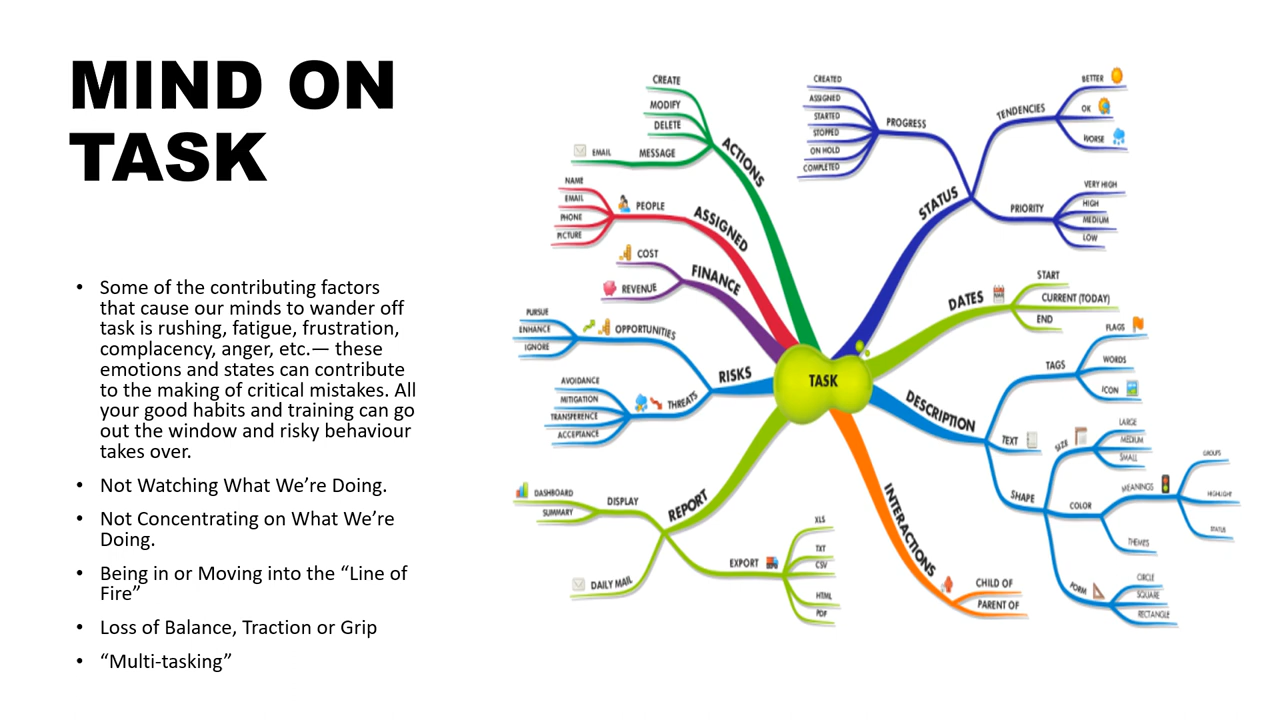 MIND ON
TASK
• Some of the contributing factors
that cause our minds to wander off
task is rushing, fatigue, frustration,
complacency, anger, etc.— these
emotions and states can contribute
to the making of critical mistakes. All
your good habits and training can go
out the window and risky behaviour
takes over.
• Not Watching What We’re Doing.
• Not Concentrating on What We’re
Doing.
• Being in or Moving into the “Line of
Fire”
• Loss of Balance, Traction or Grip
• “Multi-tasking”
TASK
ACTIONS
CREATE
MODIFY
DELETE
MESSAGE
EMAIL
ASSIGNED
PEOPLE
NAME
EMAIL
PHONE
PICTURE
FINANCE
COST
REVENUE
RISKS
OPPORTUNITIES
PURSUE
ENHANCE
IGNORE
THREATS
AVOIDANCE
MITIGATION
TRANSFERENCE
ACCEPTANCE
REPORT
DISPLAY
DASHBOARD
SUMMARY
DAILY MAIL
EXPORT
XLS
TXT
CSV
HTML
PDF
STATUS
PROGRESS
CREATED
ASSIGNED
STARTED
STOPPED
ON HOLD
COMPLETED
TENDENCIES
BETTER
OK
WORSE
PRIORITY
VERY HIGH
HIGH
MEDIUM
LOW
DATES
START
CURRENT (TODAY)
END
DESCRIPTION
TAGS
FLAGS
WORDS
ICON
TEXT
SHAPE
SIZE
LARGE
MEDIUM
SMALL
COLOR
MEANINGS
GROUPS
HIGHLIGHT
STATUS
THEMES
FORM
CIRCLE
SQUARE
RECTANGLE
INTERACTIONS
CHILD OF
PARENT OF